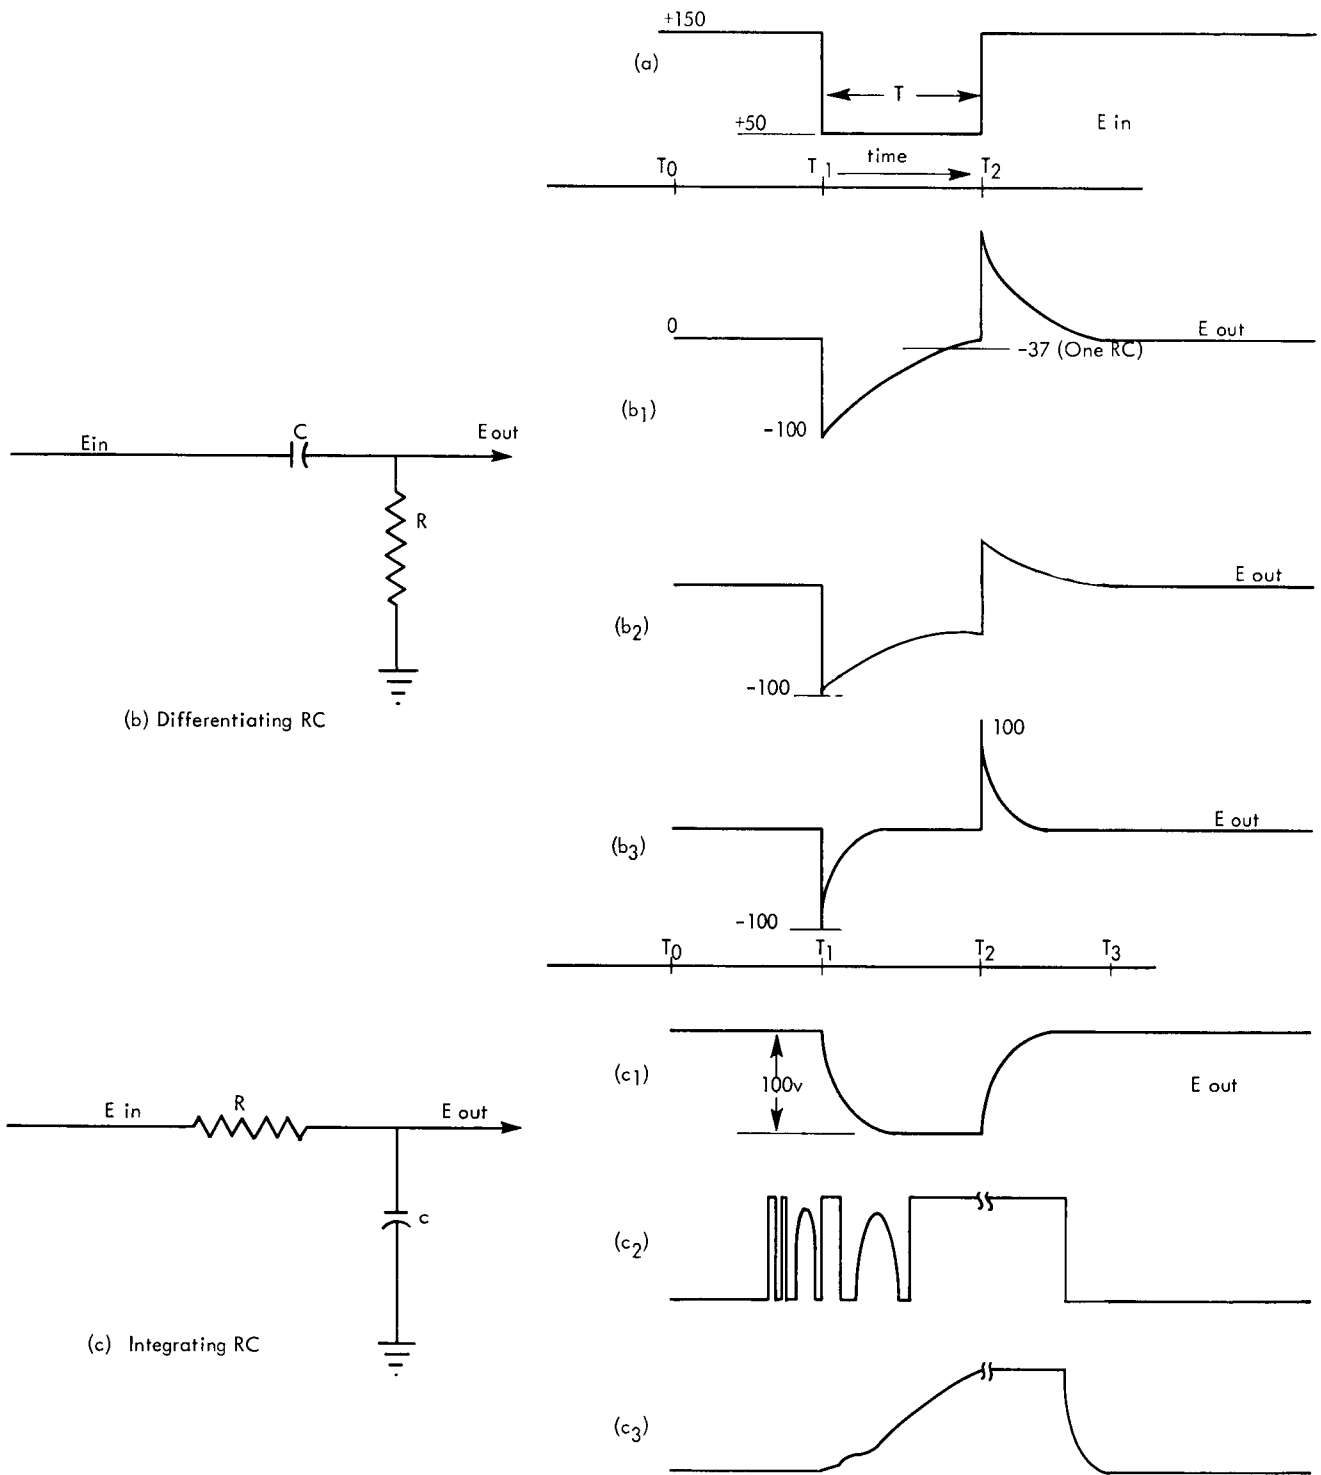 +150
(a)
T
+50
E in
time
T0
T1
T2
0
E out
-37 (One RC)
(b1)
-100
Ein
C
E out
R
E out
(b2)
-100
(b) Differentiating RC
100
E out
(b3)
-100
T0
T1
T2
T3
(c1)
100v
E out
E in
R
E out
c
(c2)
(c) Integrating RC
(c3)